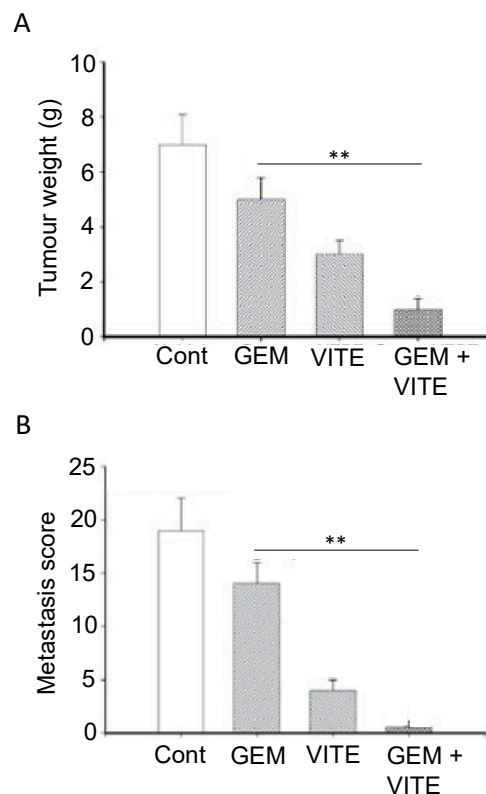 A
Tumour weight (g)
10
8
6
4
2
0
**
Cont GEM VITE GEM +
VITE
B
Metastasis score
25
20
15
10
5
0
**
Cont GEM VITE GEM +
VITE